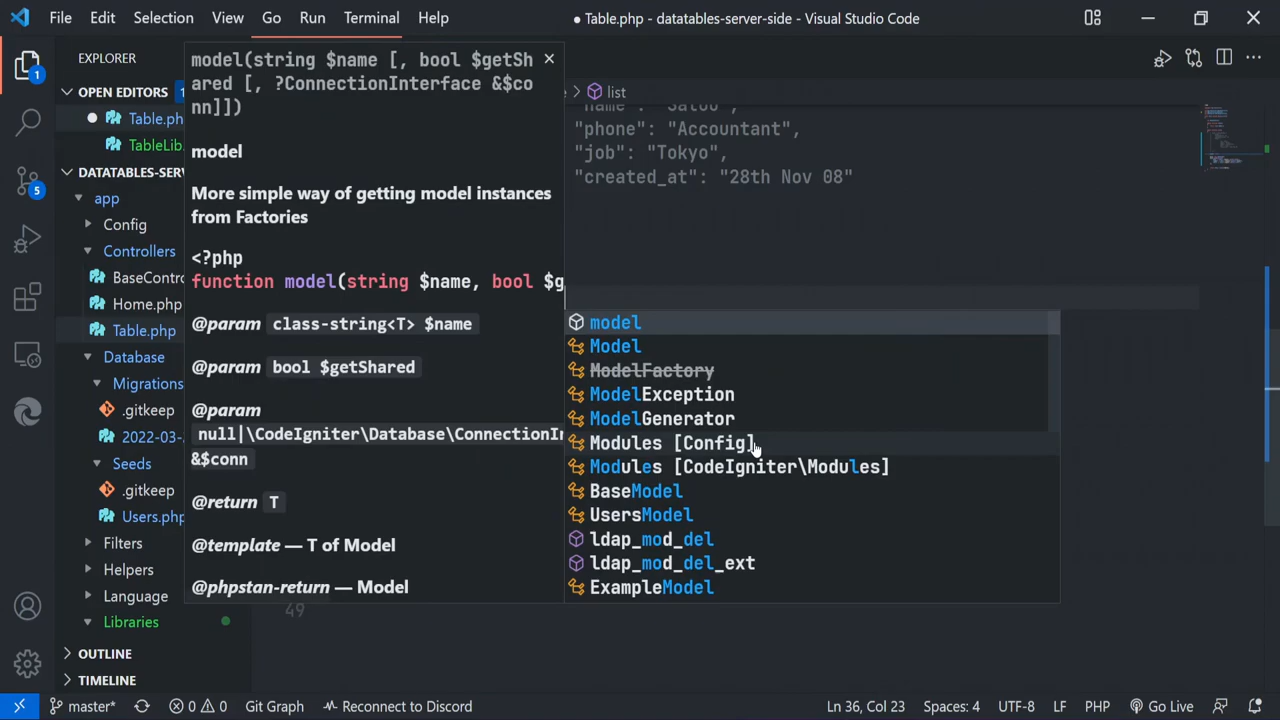 File Edit Selection View Go Run Terminal Help
● Table.php - datatables-server-side - Visual Studio Code
EXPLORER
OPEN EDITORS 1
Table.ph
TableLib.
DATATABLES-SER
app
Config
Controllers
BaseContro
Home.php
Table.php
Database
Migrations
.gitkeep
2022-03-
Seeds
.gitkeep
Users.php
Filters
Helpers
Language
Libraries
OUTLINE
TIMELINE
1
5
model(string $name [, bool $getSh
ared [, ?ConnectionInterface &$co
nn]])
model
More simple way of getting model instances
from Factories
<?php
function model(string $name, bool $g
@param class-string<T> $name
@param bool $getShared
@param
null|\CodeIgniter\Database\ConnectionIn
&$conn
@return T
@template — T of Model
@phpstan-return — Model
list
"phone": "Accountant",
"job": "Tokyo",
"created_at": "28th Nov 08"
model
Model
ModelFactory
ModelException
ModelGenerator
Modules [Config]
Modules [CodeIgniter\Modules]
BaseModel
UsersModel
ldap_mod_del
ldap_mod_del_ext
ExampleModel
49
master* 0 0 Git Graph Reconnect to Discord Ln 36, Col 23 Spaces: 4 UTF-8 LF PHP Go Live